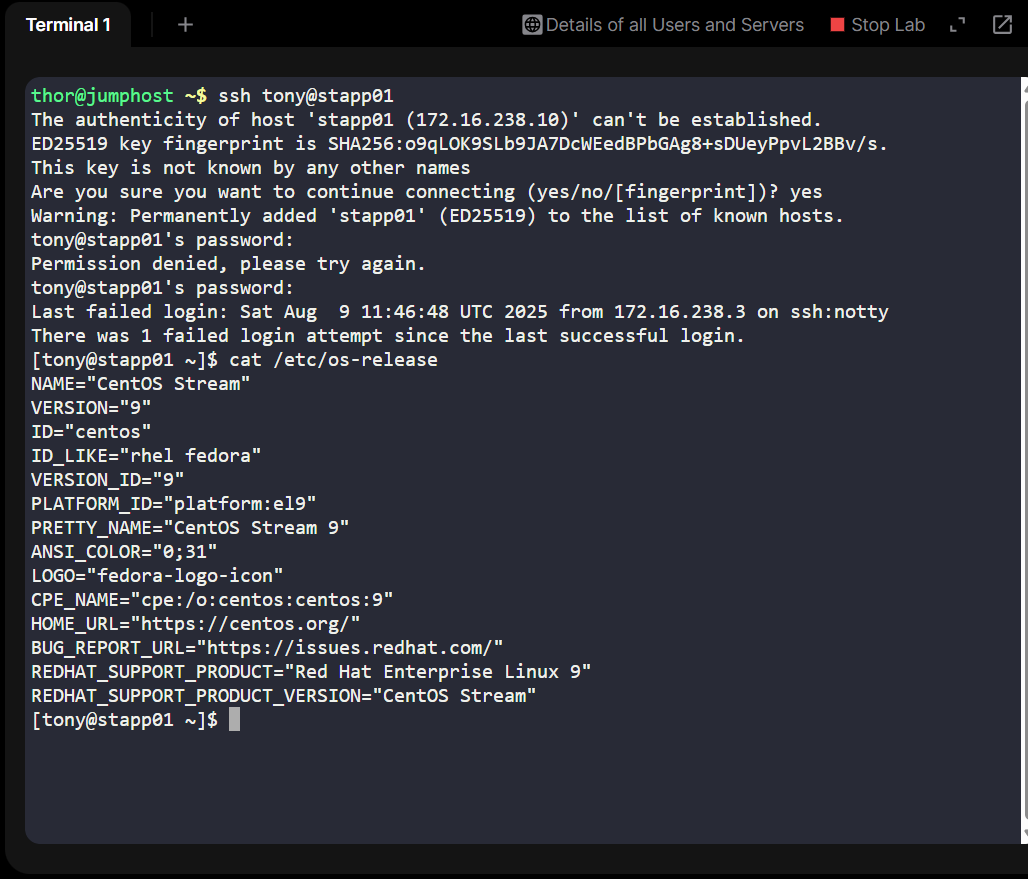 Terminal 1
+
Details of all Users and Servers
Stop Lab
thor@jumphost ~$ ssh tony@stapp01
The authenticity of host 'stapp01 (172.16.238.10)' can't be established.
ED25519 key fingerprint is SHA256:o9qLOK9SLb9JA7DcWEedBPbGAg8+sDUeyPpvL2BBv/s.
This key is not known by any other names
Are you sure you want to continue connecting (yes/no/[fingerprint])? yes
Warning: Permanently added 'stapp01' (ED25519) to the list of known hosts.
tony@stapp01's password:
Permission denied, please try again.
tony@stapp01's password:
Last failed login: Sat Aug  9 11:46:48 UTC 2025 from 172.16.238.3 on ssh:notty
There was 1 failed login attempt since the last successful login.
[tony@stapp01 ~]$ cat /etc/os-release
NAME="CentOS Stream"
VERSION="9"
ID="centos"
ID_LIKE="rhel fedora"
VERSION_ID="9"
PLATFORM_ID="platform:el9"
PRETTY_NAME="CentOS Stream 9"
ANSI_COLOR="0;31"
LOGO="fedora-logo-icon"
CPE_NAME="cpe:/o:centos:centos:9"
HOME_URL="https://centos.org/"
BUG_REPORT_URL="https://issues.redhat.com/"
REDHAT_SUPPORT_PRODUCT="Red Hat Enterprise Linux 9"
REDHAT_SUPPORT_PRODUCT_VERSION="CentOS Stream"
[tony@stapp01 ~]$